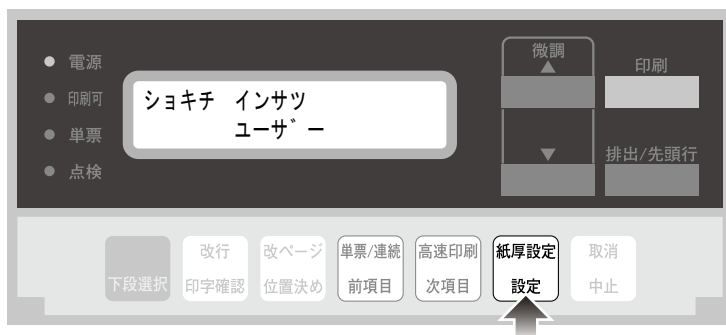 電源
印刷可
単票
点検
ショキチ インサツ
ユーザ゛ー
微調
▲
▼
印刷
排出/先頭行
下段選択
改行
印字確認
改ページ
位置決め
単票/連続
前項目
高速印刷
次項目
紙厚設定
設定
取消
中止